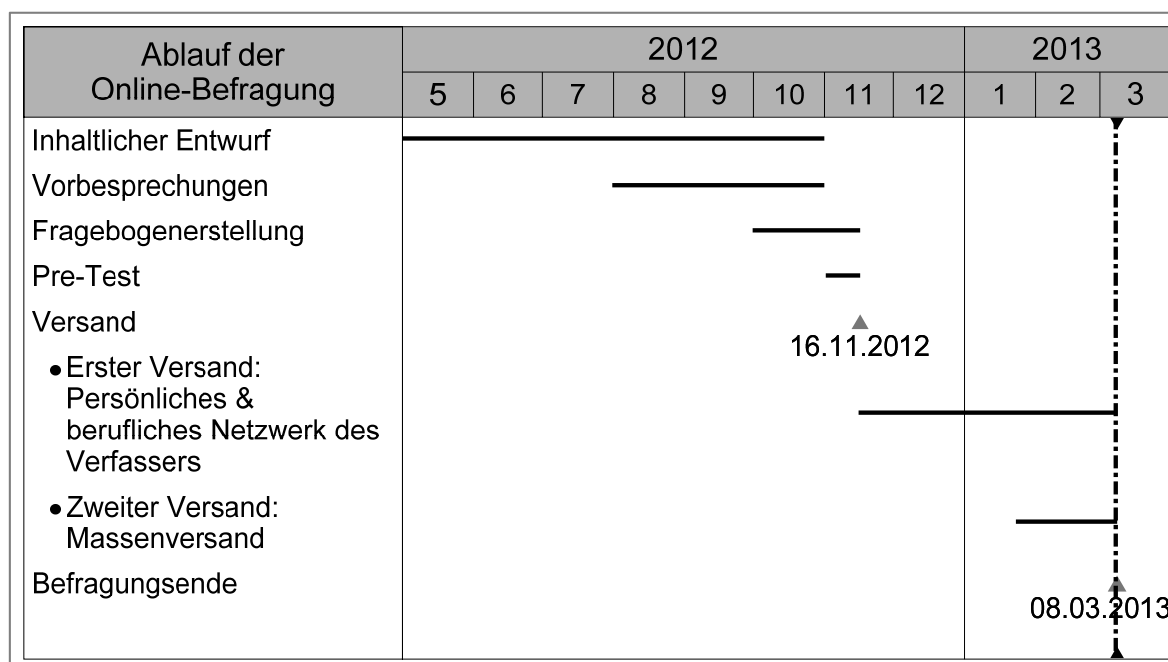 Ablauf der
Online-Befragung
2012
2013
5 6 7 8 9 10 11 12 1 2 3
Inhaltlicher Entwurf
Vorbesprechungen
Fragebogenerstellung
Pre-Test
Versand
16.11.2012
• Erster Versand:
Persönliches &
berufliches Netzwerk des
Verfassers
• Zweiter Versand:
Massenversand
Befragungsende
08.03.2013